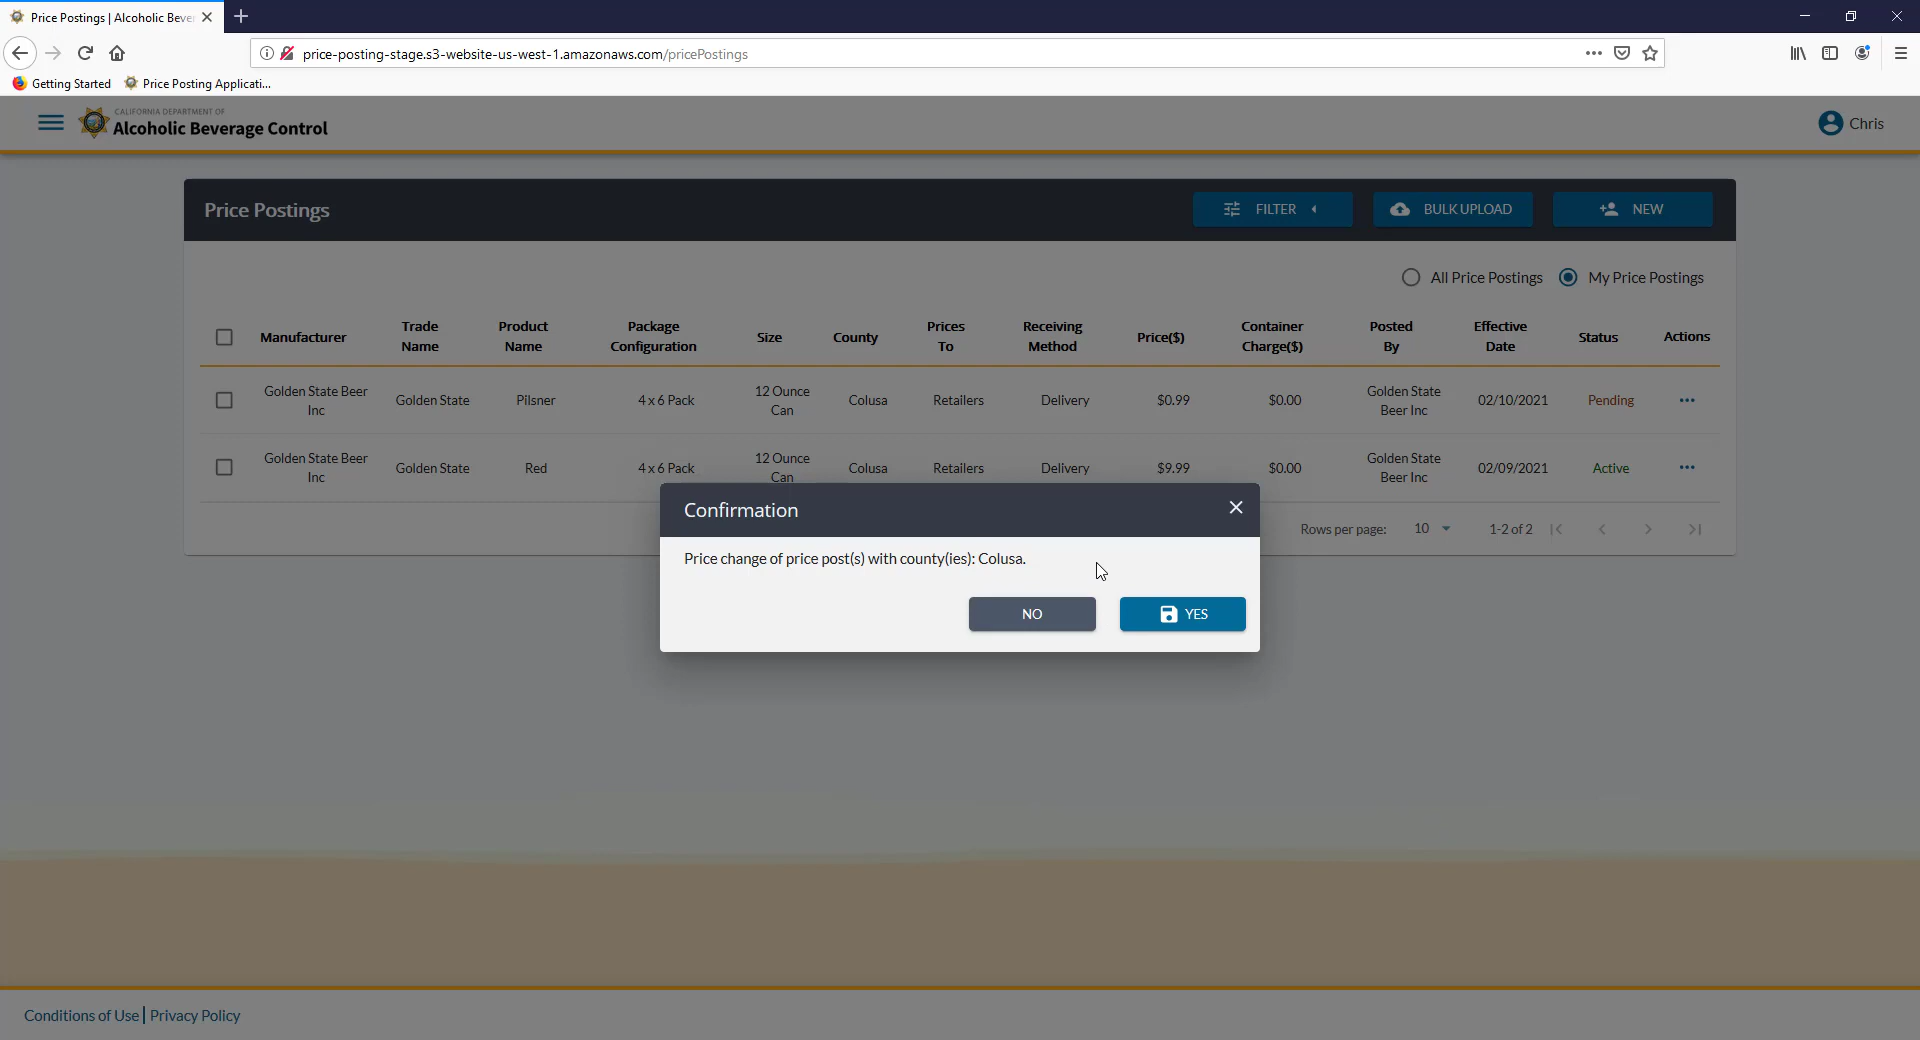 Price Postings | Alcoholic Bever
price-posting-stage.s3-website-us-west-1.amazonaws.com/pricePostings
Getting Started
Price Posting Applicati...
CALIFORNIA DEPARTMENT OF
Alcoholic Beverage Control
Chris
Price Postings
FILTER
BULK UPLOAD
NEW
All Price Postings
My Price Postings
Manufacturer
Trade
Name
Product
Name
Package
Configuration
Size
County
Prices
To
Receiving
Method
Price($)
Container
Charge($)
Posted
By
Effective
Date
Status
Actions
Golden State Beer
Inc
Golden State
Pilsner
4 x 6 Pack
12 Ounce
Can
Colusa
Retailers
Delivery
$0.99
$0.00
Golden State
Beer Inc
02/10/2021
Pending
Golden State Beer
Inc
Golden State
Red
4 x 6 Pack
12 Ounce
Can
Colusa
Retailers
Delivery
$9.99
$0.00
Golden State
Beer Inc
02/09/2021
Active
Rows per page:
10
1-2 of 2
Confirmation
Price change of price post(s) with county(ies): Colusa.
NO
YES
Conditions of Use | Privacy Policy